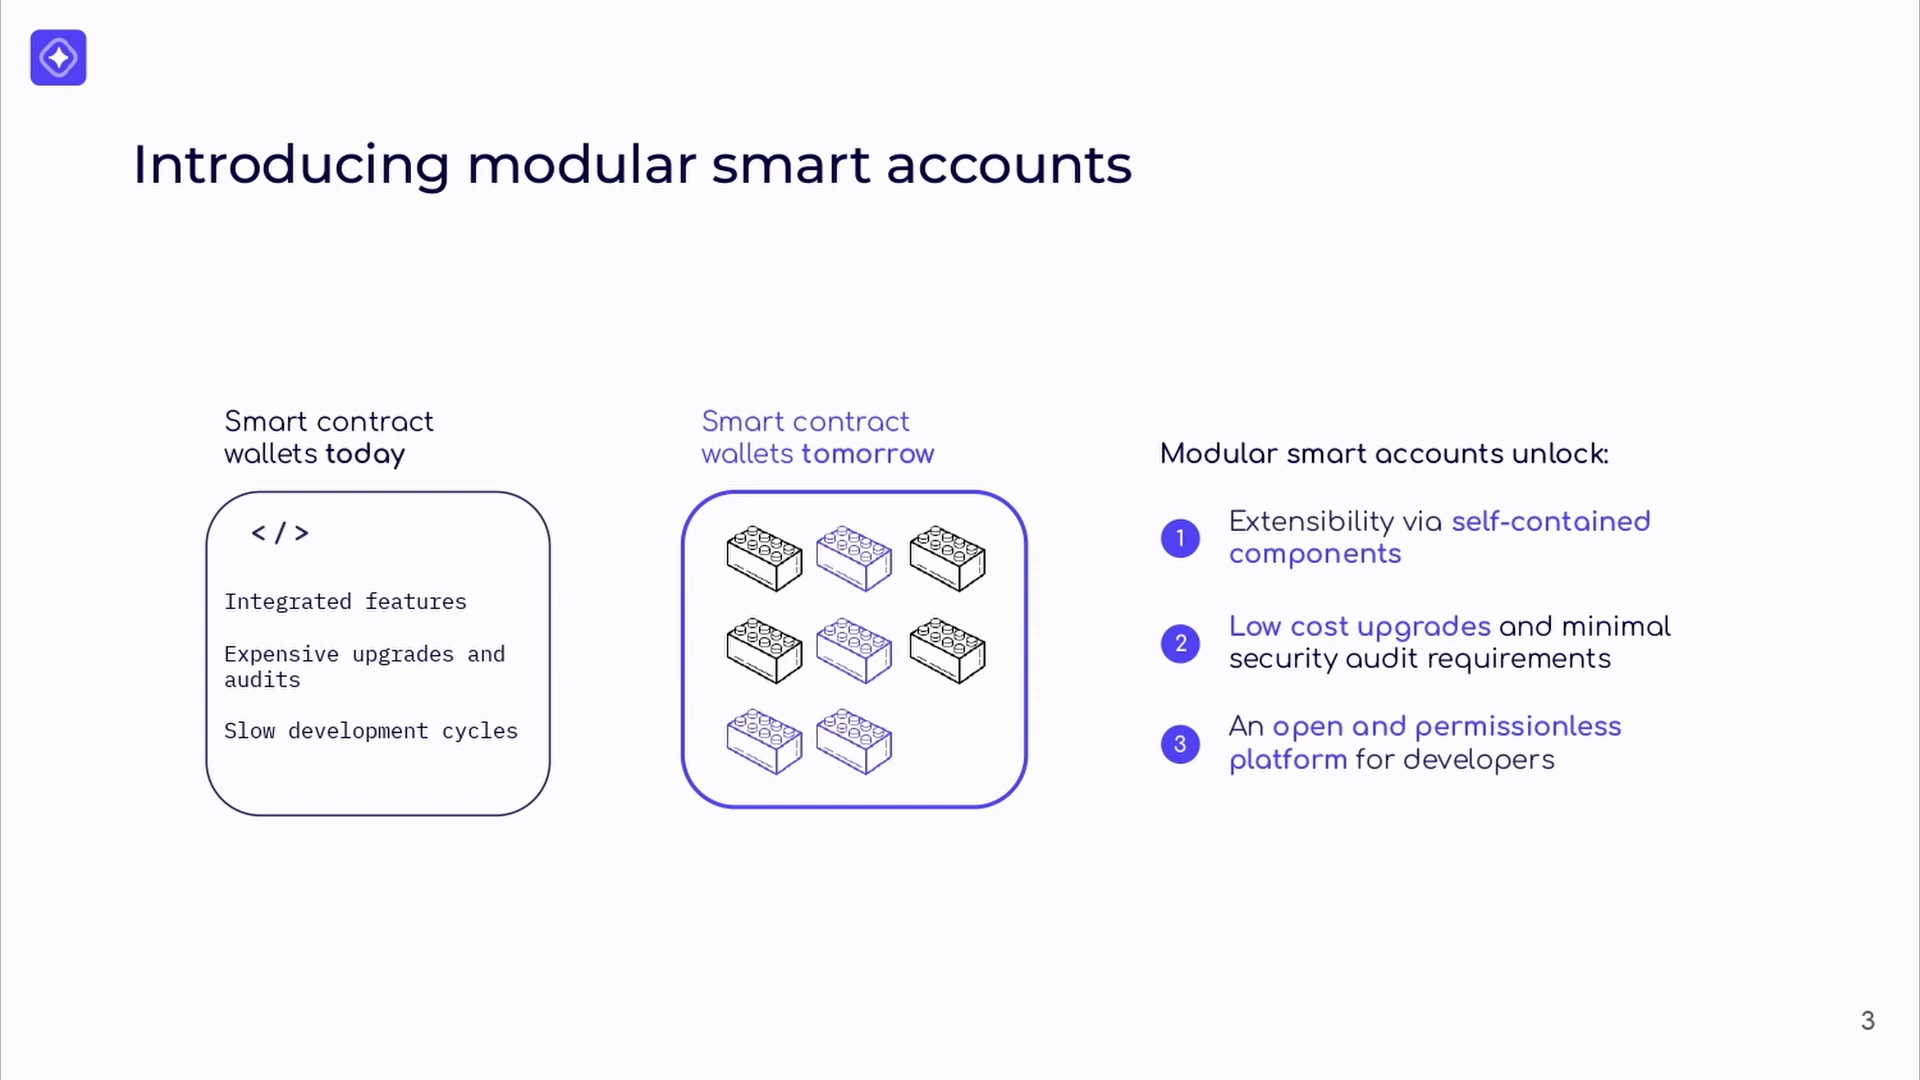 Introducing modular smart accounts
Smart contract
wallets today
</>
Integrated features
Expensive upgrades and
audits
Slow development cycles
Smart contract
wallets tomorrow
Modular smart accounts unlock:
1
Extensibility via self-contained
components
2
Low cost upgrades and minimal
security audit requirements
3
An open and permissionless
platform for developers
3